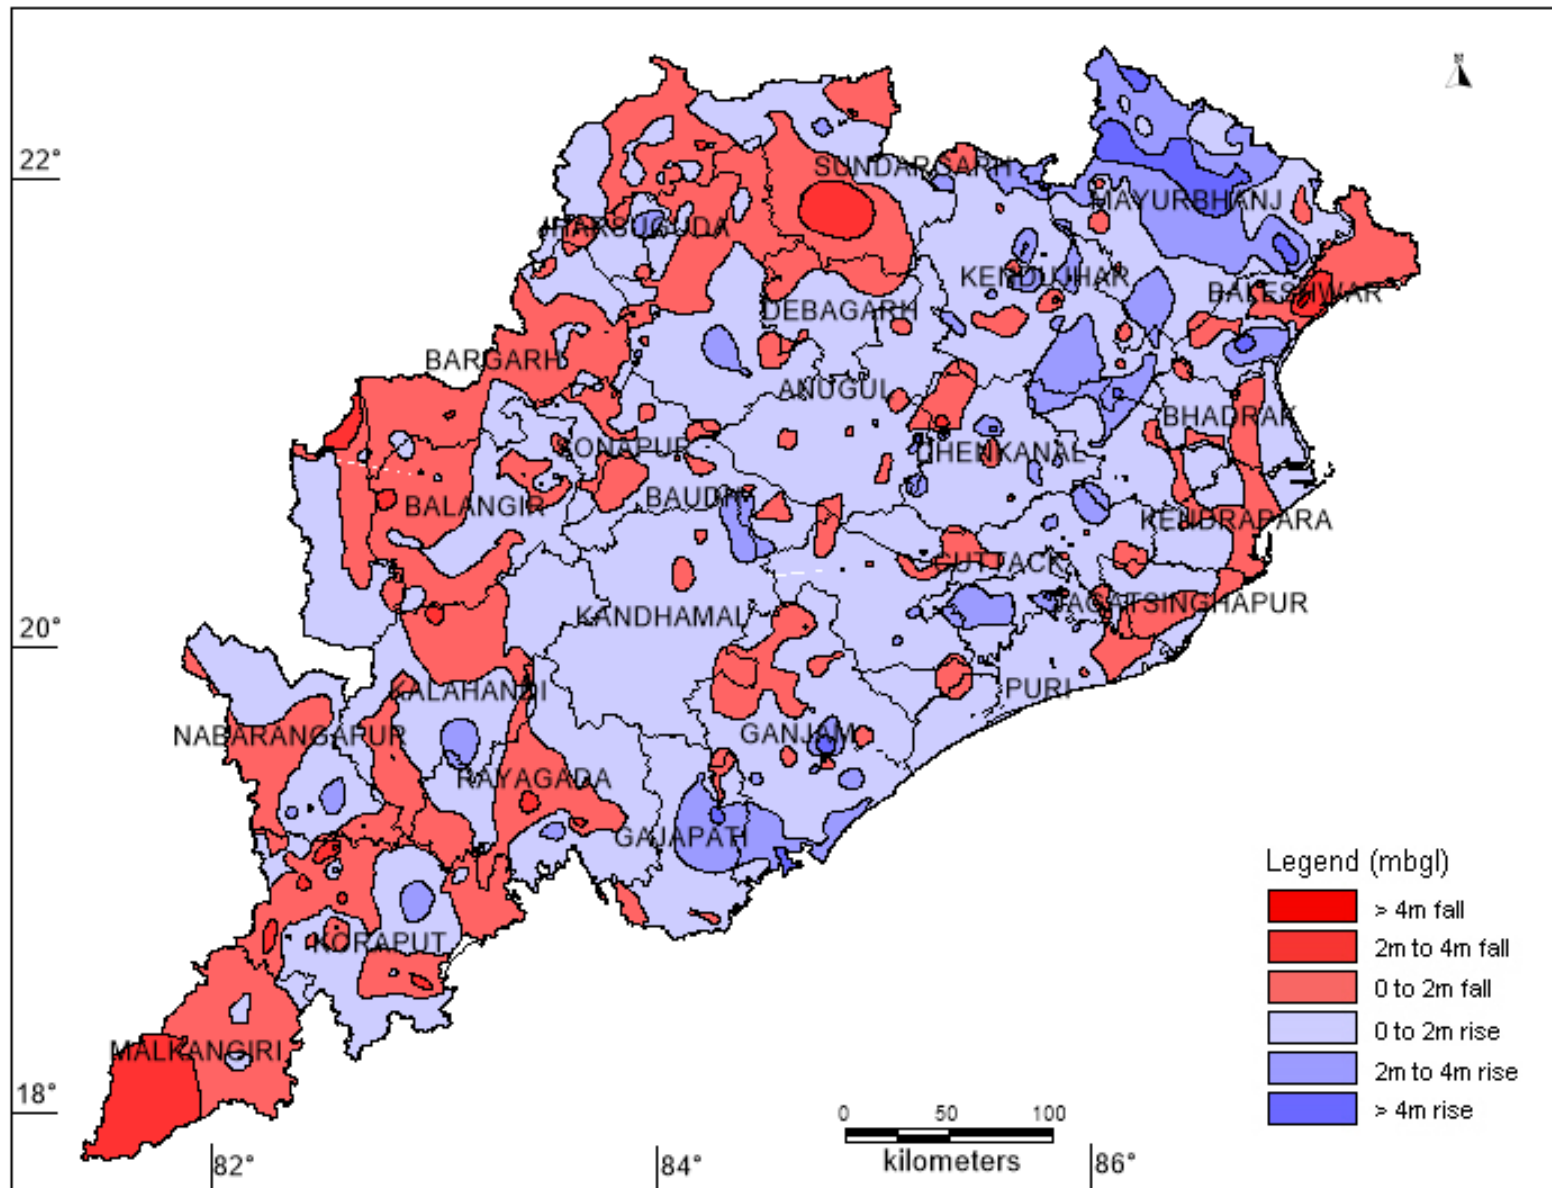 N
22°
SUNDARGARH
MAYURBHANJ
JHARSUGUDA
KENDUJHAR
BALESHWAR
DEBAGARH
BARGARH
ANUGUL
BHADRAK
SONAPUR
DHENKANAL
BAUDH
BALANGIR
KENDRAPARA
CUTTACK
JAGATSINGHAPUR
KANDHAMAL
20°
KALAHANDI
PURI
NABARANGAPUR
GANJAM
RAYAGADA
GAJAPATI
KORAPUT
MALKANGIRI
18°
Legend (mbgl)
> 4m fall
2m to 4m fall
0 to 2m fall
0 to 2m rise
2m to 4m rise
> 4m rise
0 50 100
kilometers
82° 84° 86°